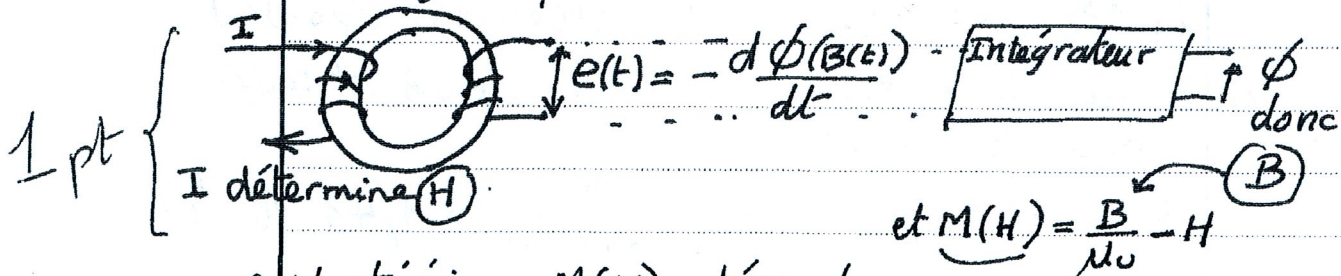 I
e(t) = - dϕ(B(t)) / dt
Intégrateur
ϕ
donc
1 pt
I détermine H
B
et M(H) = B/μ₀ - H